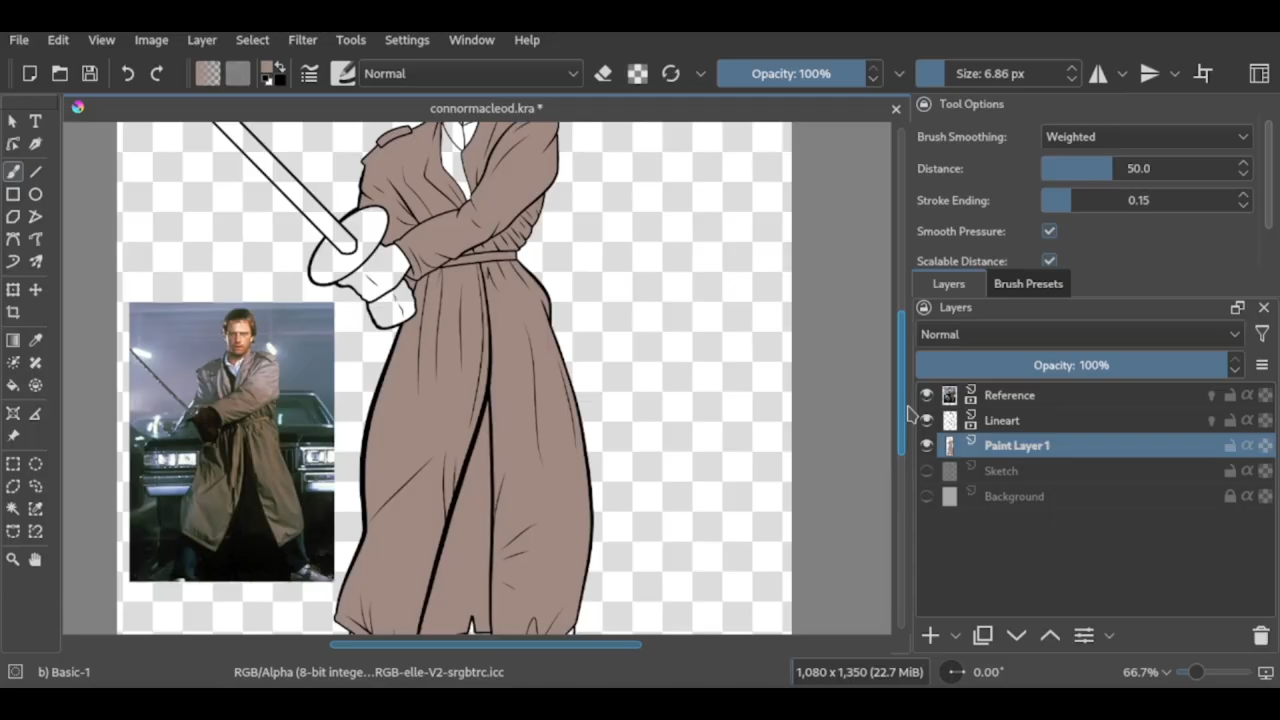 File Edit View Image Layer Select Filter Tools Settings Window Help
Normal Opacity: 100% Size: 6.86 px
connormacleod.kra *
Tool Options
Brush Smoothing: Weighted
Distance: 50.0
Stroke Ending: 0.15
Smooth Pressure:
Scalable Distance:
Layers Brush Presets
Layers
Normal
Opacity: 100%
Reference
Lineart
Paint Layer 1
Sketch
Background
b) Basic-1 RGB/Alpha (8-bit intege...RGB-elle-V2-srgbtrc.icc 1,080 x 1,350 (22.7 MiB) 0.00° 66.7%